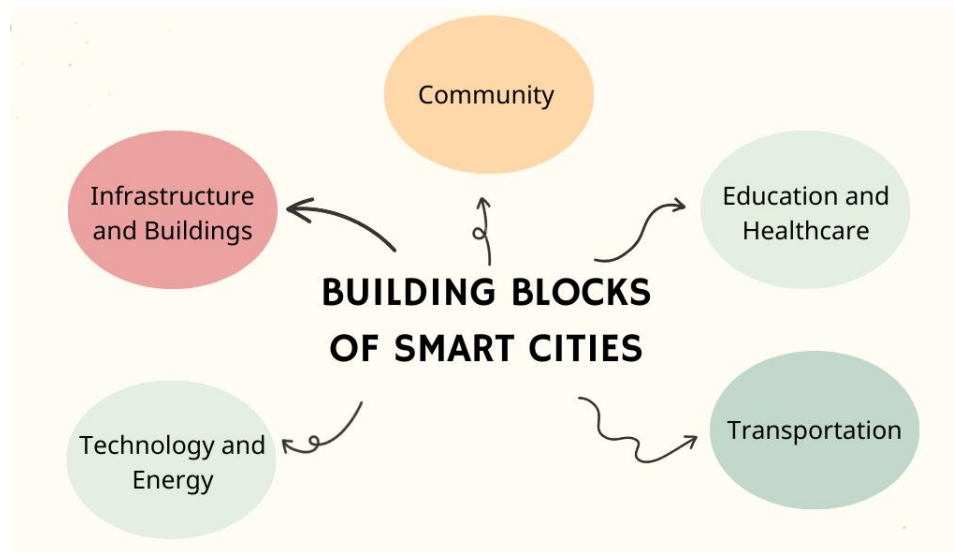 Community
Infrastructure
and Buildings
Education and
Healthcare
BUILDING BLOCKS
OF SMART CITIES
Technology and
Energy
Transportation